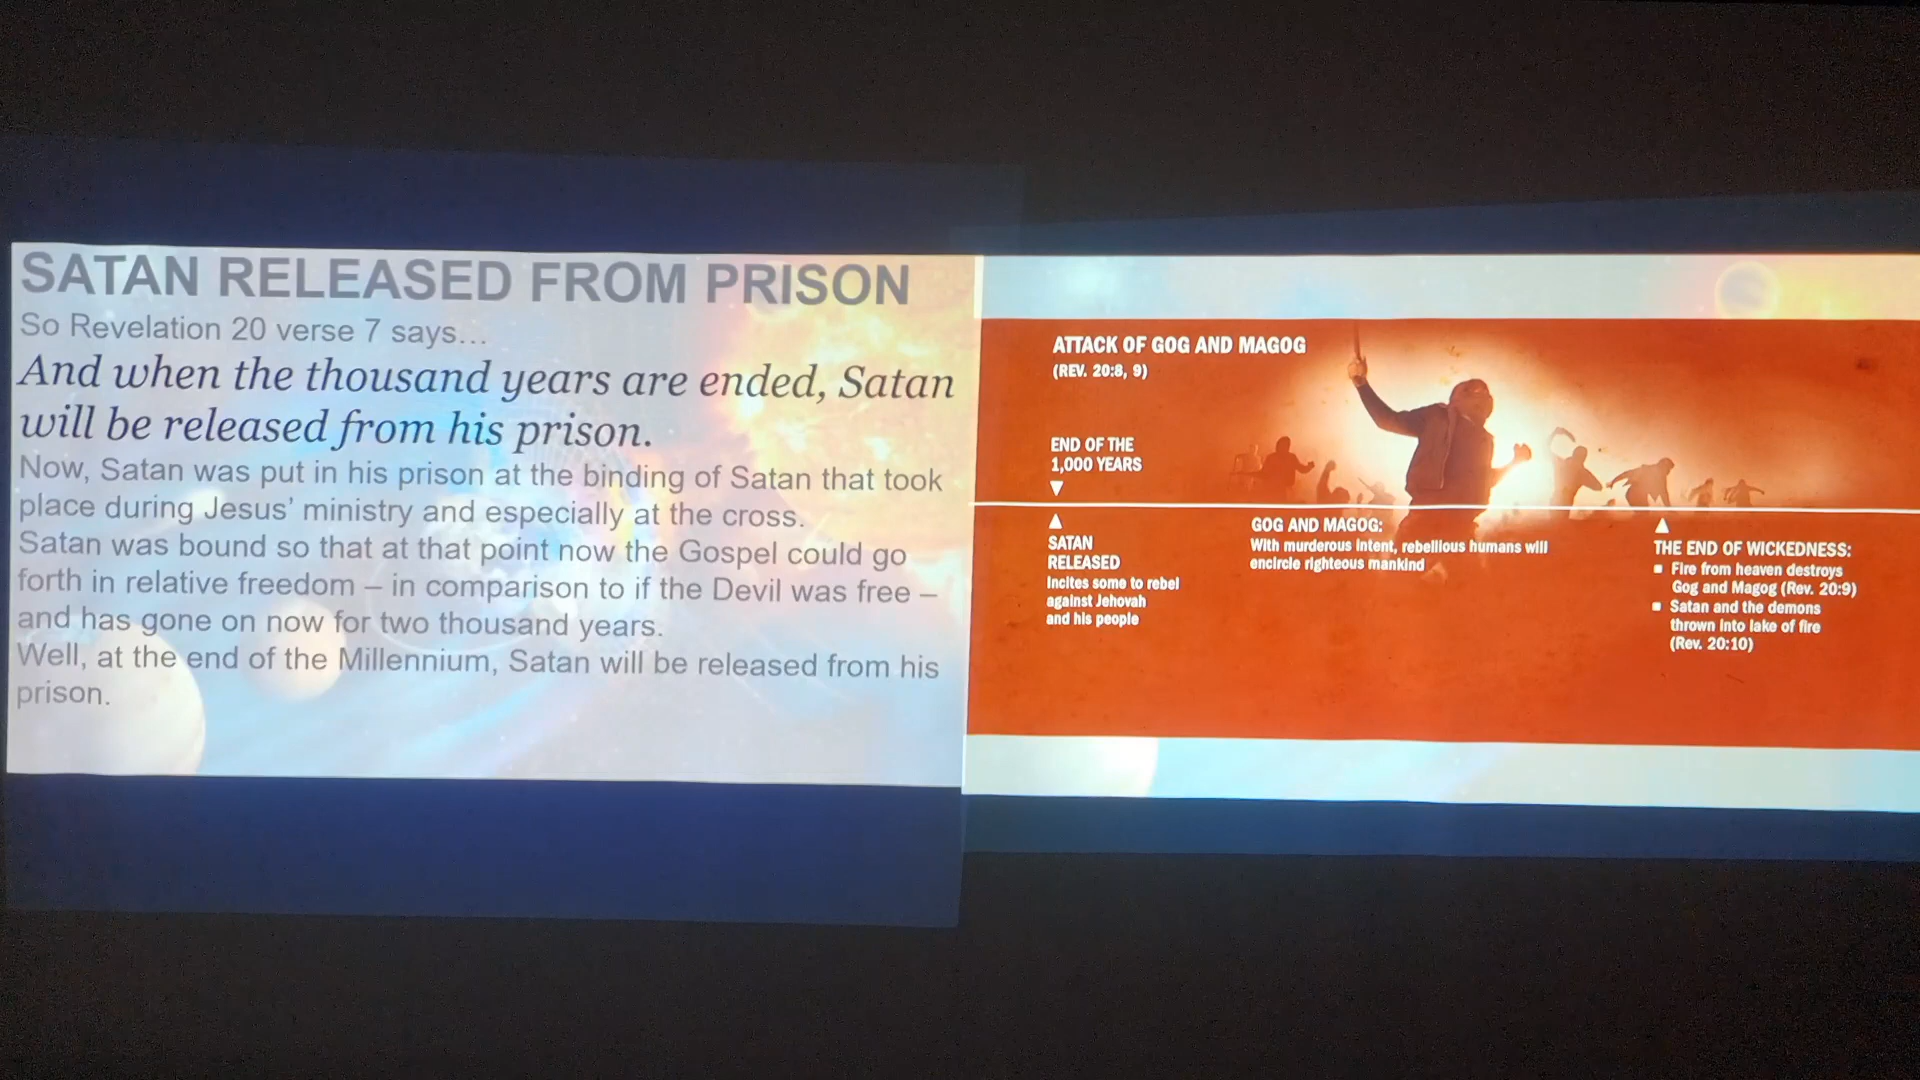 SATAN RELEASED FROM PRISON
So Revelation 20 verse 7 says...
And when the thousand years are ended, Satan
will be released from his prison.
Now, Satan was put in his prison at the binding of Satan that took
place during Jesus' ministry and especially at the cross.
Satan was bound so that at that point now the Gospel could go
forth in relative freedom – in comparison to if the Devil was free –
and has gone on now for two thousand years.
Well, at the end of the Millennium, Satan will be released from his
prison.
ATTACK OF GOG AND MAGOG
(REV. 20:8, 9)
END OF THE
1,000 YEARS
SATAN
RELEASED
Incites some to rebel
against Jehovah
and his people
GOG AND MAGOG:
With murderous intent, rebellious humans will
encircle righteous mankind
THE END OF WICKEDNESS:
▪ Fire from heaven destroys
Gog and Magog (Rev. 20:9)
▪ Satan and the demons
thrown into lake of fire
(Rev. 20:10)